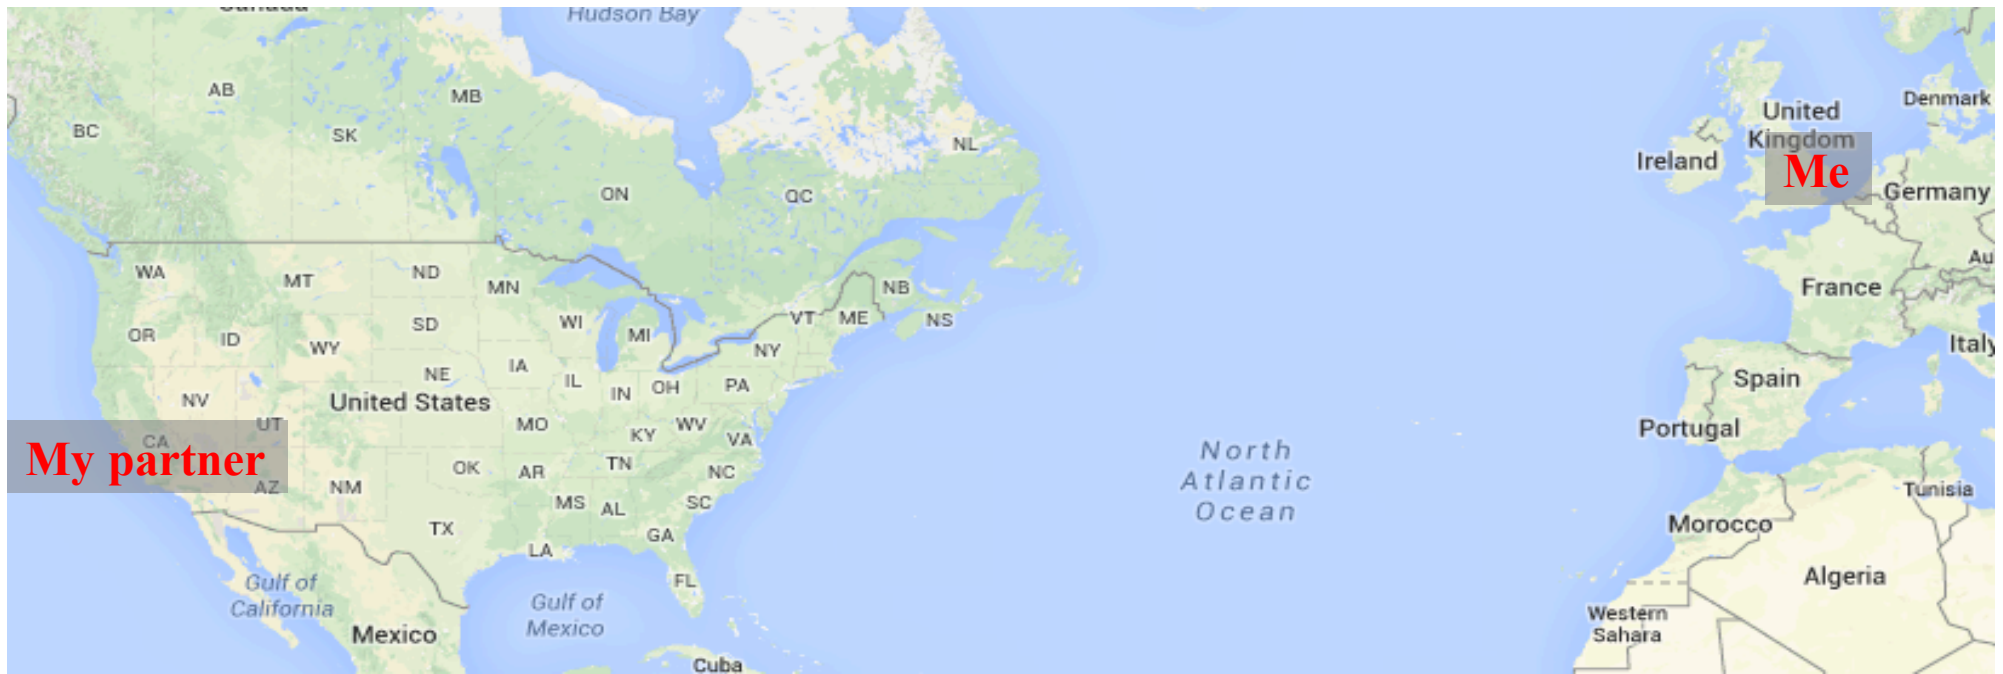 Canada
Hudson Bay
AB
MB
BC
SK
NL
ON
QC
United
Kingdom
Denmark
Ireland
Me
Germany
WA
MT
ND
MN
NB
Au
France
OR
ID
WY
SD
WI
MI
VT
ME
NS
NY
Italy
NE
IA
IL
IN
OH
PA
Spain
NV
United States
UT
MO
KY
WV
VA
Portugal
CA
My partner
AZ
NM
OK
AR
TN
NC
North
Atlantic
Ocean
Tunisia
TX
MS
AL
SC
GA
Morocco
LA
FL
Algeria
Gulf of
California
Gulf of
Mexico
Western
Sahara
Mexico
Cuba